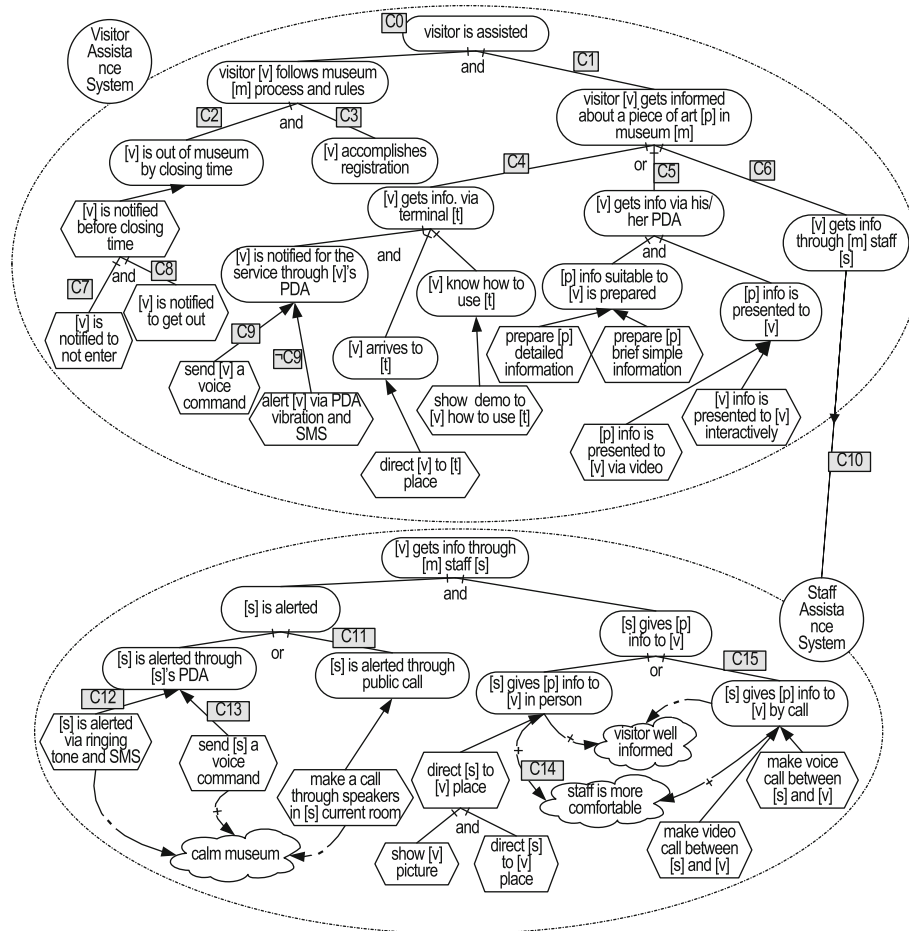 Visitor
Assista
nce
System
C0
visitor is assisted
and
C1
visitor [v] follows museum
[m] process and rules
and
C2
C3
visitor [v] gets informed
about a piece of art [p] in
museum [m]
or
C4
C5
C6
[v] is out of museum
by closing time
[v] accomplishes
registration
[v] gets info. via
terminal [t]
and
[v] gets info via his/
her PDA
and
[v] gets info
through [m] staff
[s]
[v] is notified
before closing
time
and
C7
C8
[v] is
notified to
not enter
[v] is notified
to get out
[v] is notified for the
service through [v]'s
PDA
C9
¬C9
send [v] a
voice
command
alert [v] via PDA
vibration and
SMS
[v] arrives to
[t]
[v] know how to
use [t]
direct [v] to [t]
place
show demo to
[v] how to use [t]
[p] info suitable to
[v] is prepared
[p] info is
presented to
[v]
prepare [p]
detailed
information
prepare [p]
brief simple
information
[p] info is
presented to
[v] via video
[v] info is
presented to [v]
interactively
C10
[v] gets info through
[m] staff [s]
and
Staff
Assista
nce
System
[s] is alerted
or
C11
[s] gives [p]
info to [v]
or
C15
[s] is alerted through
[s]'s PDA
[s] is alerted through
public call
[s] gives [p] info to
[v] in person
[s] gives [p] info to
[v] by call
C12
C13
[s] is alerted
via ringing
tone and SMS
send [s] a
voice
command
make a call
through speakers
in [s] current room
+
calm museum
direct [s] to
[v] place
and
show [v]
picture
direct [s]
to [v]
place
+
C14
+
visitor well
informed
staff is more
comfortable
+
make voice
call between
[s] and [v]
make video
call between
[s] and [v]